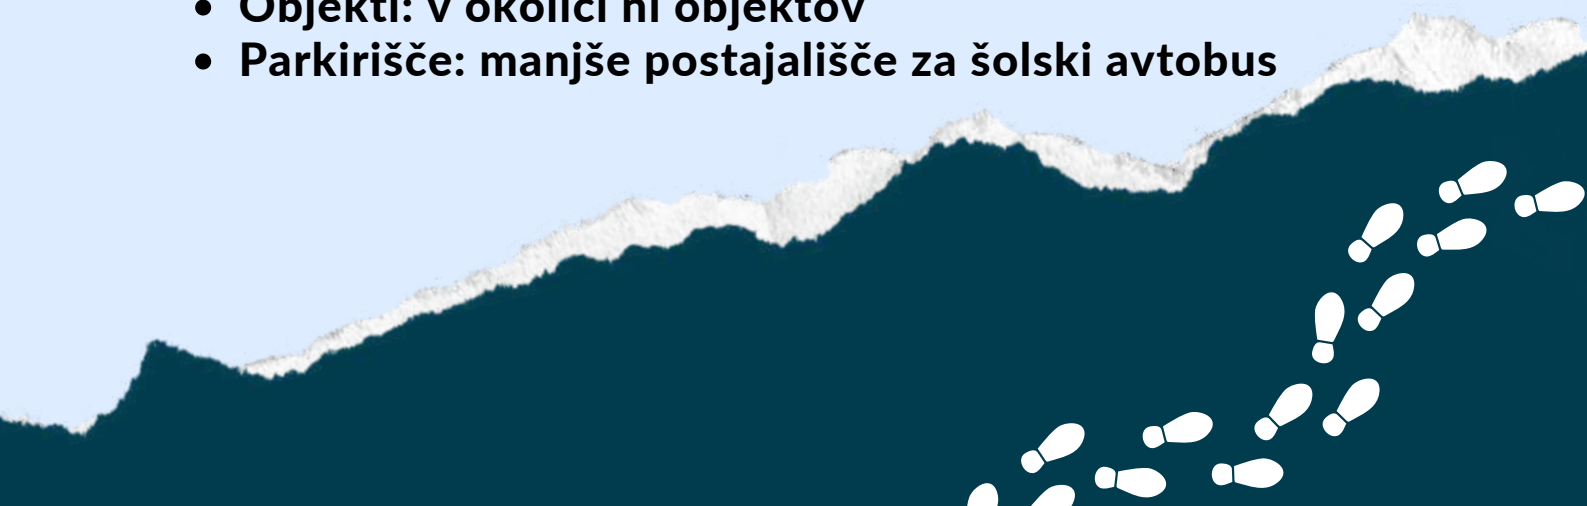 • Objekti: v okolici ni objektov
• Parkirišče: manjše postajališče za šolski avtobus